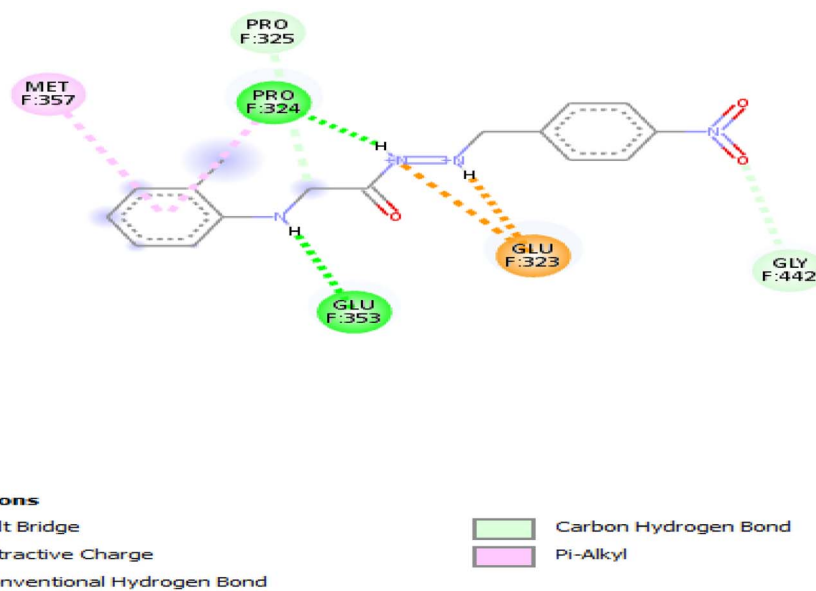 PRO
F:325
MET
F:357
PRO
F:324
H
N
N
H
N
O
O
N
H
O
GLU
F:323
GLY
F:442
GLU
F:353
ons
lt Bridge
tractive Charge
nventional Hydrogen Bond
Carbon Hydrogen Bond
Pi-Alkyl